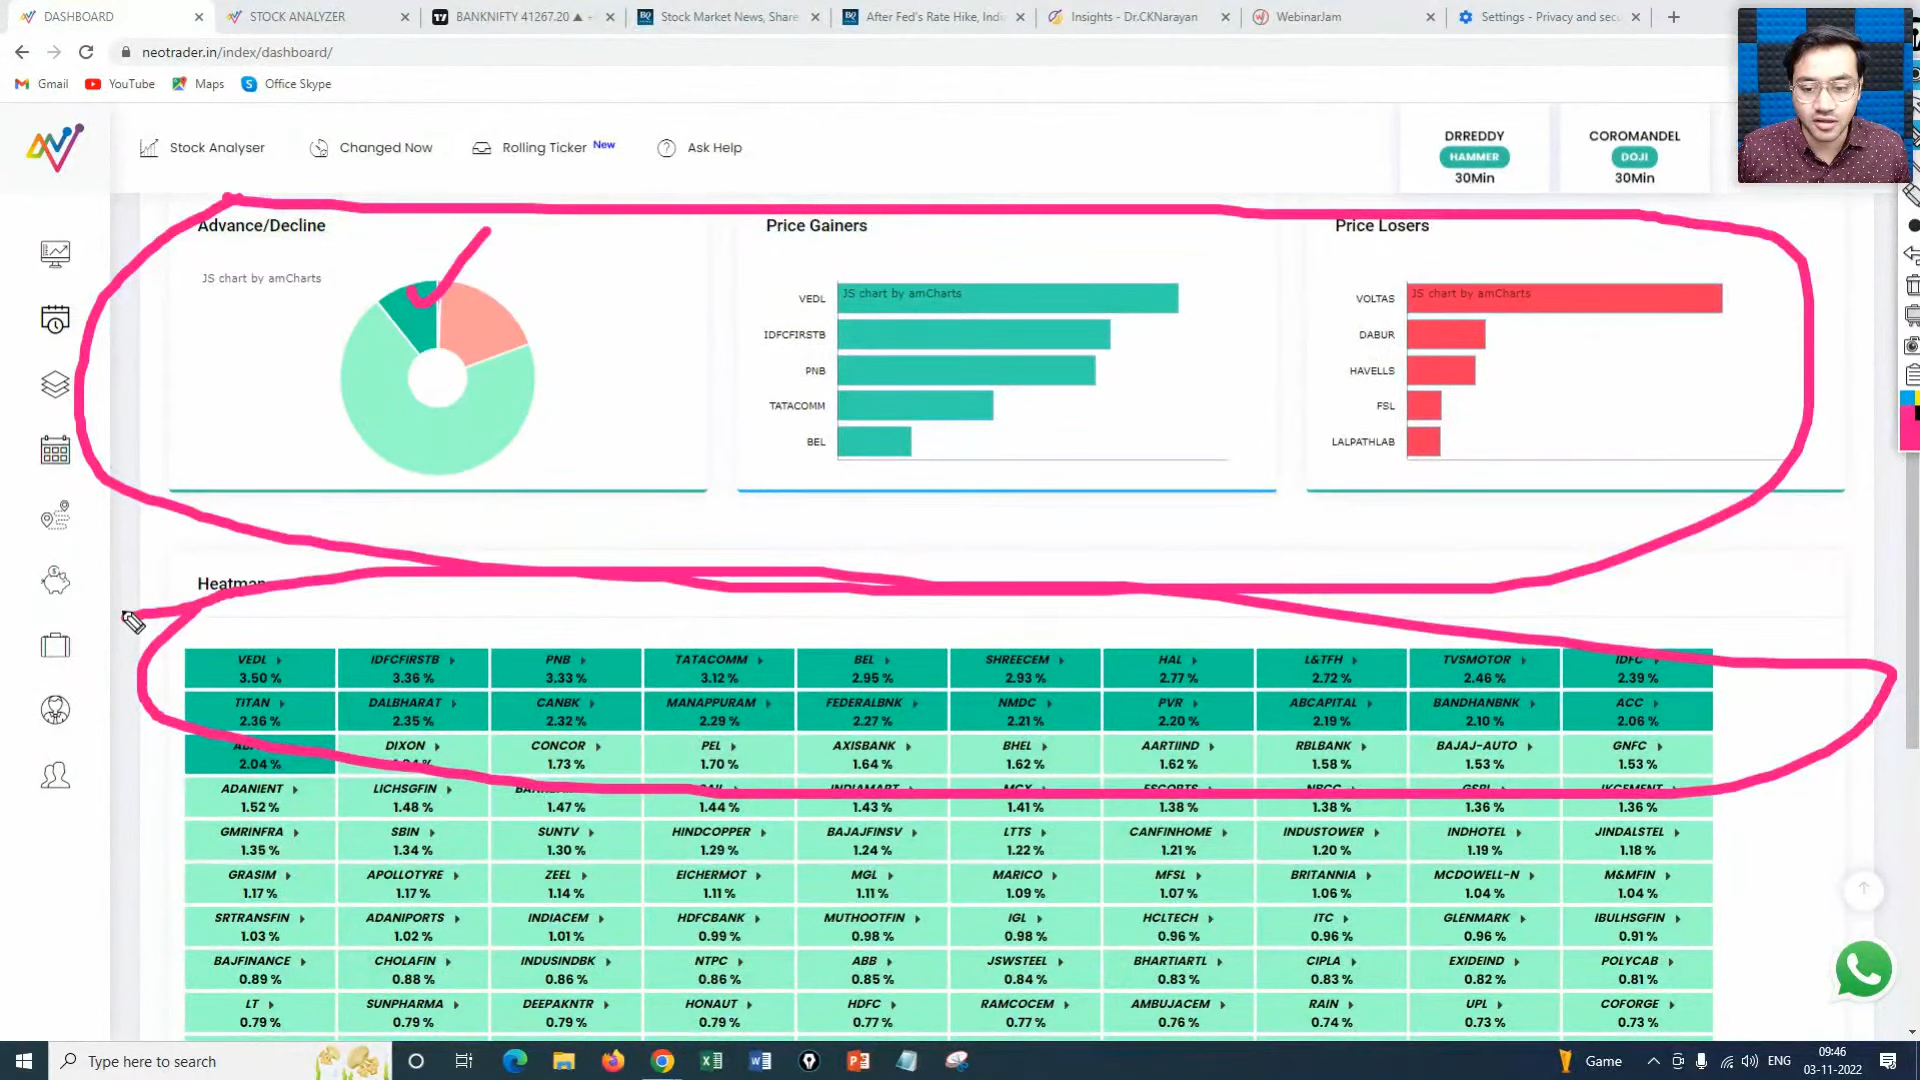 DASHBOARD
STOCK ANALYZER
BANKNIFTY 41267.20
Stock Market News, Share
After Fed's Rate Hike, Indi
Insights - Dr.CKNarayan
WebinarJam
Settings - Privacy and sec
neotrader.in/index/dashboard/
Gmail YouTube Maps Office Skype
Stock Analyser Changed Now Rolling Ticker New Ask Help
DRREDDY
HAMMER
30Min
COROMANDEL
DOJI
30Min
Advance/Decline
JS chart by amCharts
Price Gainers
JS chart by amCharts
VEDL
IDFCFIRSTB
PNB
TATACOMM
BEL
Price Losers
JS chart by amCharts
VOLTAS
DABUR
HAVELLS
FSL
LALPATHLAB
Heatmap
VEDL IDFCFIRSTB PNB TATACOMM BEL SHREECEM HAL L&TFH TVSMOTOR IDFC
3.50 % 3.36 % 3.33 % 3.12 % 2.95 % 2.93 % 2.77 % 2.72 % 2.46 % 2.39 %
TITAN DALBHARAT CANBK MANAPPURAM FEDERALBNK NMDC PVR ABCAPITAL BANDHANBNK ACC
2.36 % 2.35 % 2.32 % 2.29 % 2.27 % 2.21 % 2.20 % 2.19 % 2.10 % 2.06 %
DIXON CONCOR PEL AXISBANK BHEL AARTIIND RBLBANK BAJAJ-AUTO GNFC
2.04 % 1.73 % 1.70 % 1.64 % 1.62 % 1.62 % 1.58 % 1.53 % 1.53 %
ADANIENT LICHSGFIN INDIAMART MCX ESCORTS NBCC GSPL JKCEMENT
1.52 % 1.48 % 1.47 % 1.44 % 1.43 % 1.41 % 1.38 % 1.38 % 1.36 % 1.36 %
GMRINFRA SBIN SUNTV HINDCOPPER BAJAJFINSV LTTS CANFINHOME INDUSTOWER INDHOTEL JINDALSTEL
1.35 % 1.34 % 1.30 % 1.29 % 1.24 % 1.22 % 1.21 % 1.20 % 1.19 % 1.18 %
GRASIM APOLLOTYRE ZEEL EICHERMOT MGL MARICO MFSL BRITANNIA MCDOWELL-N M&MFIN
1.17 % 1.17 % 1.14 % 1.11 % 1.11 % 1.09 % 1.07 % 1.06 % 1.04 % 1.04 %
SRTRANSFIN ADANIPORTS INDIACEM HDFCBANK MUTHOOTFIN IGL HCLTECH ITC GLENMARK IBULHSGFIN
1.03 % 1.02 % 1.01 % 0.99 % 0.98 % 0.98 % 0.96 % 0.96 % 0.96 % 0.91 %
BAJFINANCE CHOLAFIN INDUSINDBK NTPC ABB JSWSTEEL BHARTIARTL CIPLA EXIDEIND POLYCAB
0.89 % 0.88 % 0.86 % 0.86 % 0.85 % 0.84 % 0.83 % 0.83 % 0.82 % 0.81 %
LT SUNPHARMA DEEPAKNTR HONAUT HDFC RAMCOCEM AMBUJACEM RAIN UPL COFORGE
0.79 % 0.79 % 0.79 % 0.79 % 0.77 % 0.77 % 0.76 % 0.74 % 0.73 % 0.73 %
Type here to search
Game
ENG
09:46
03-11-2022